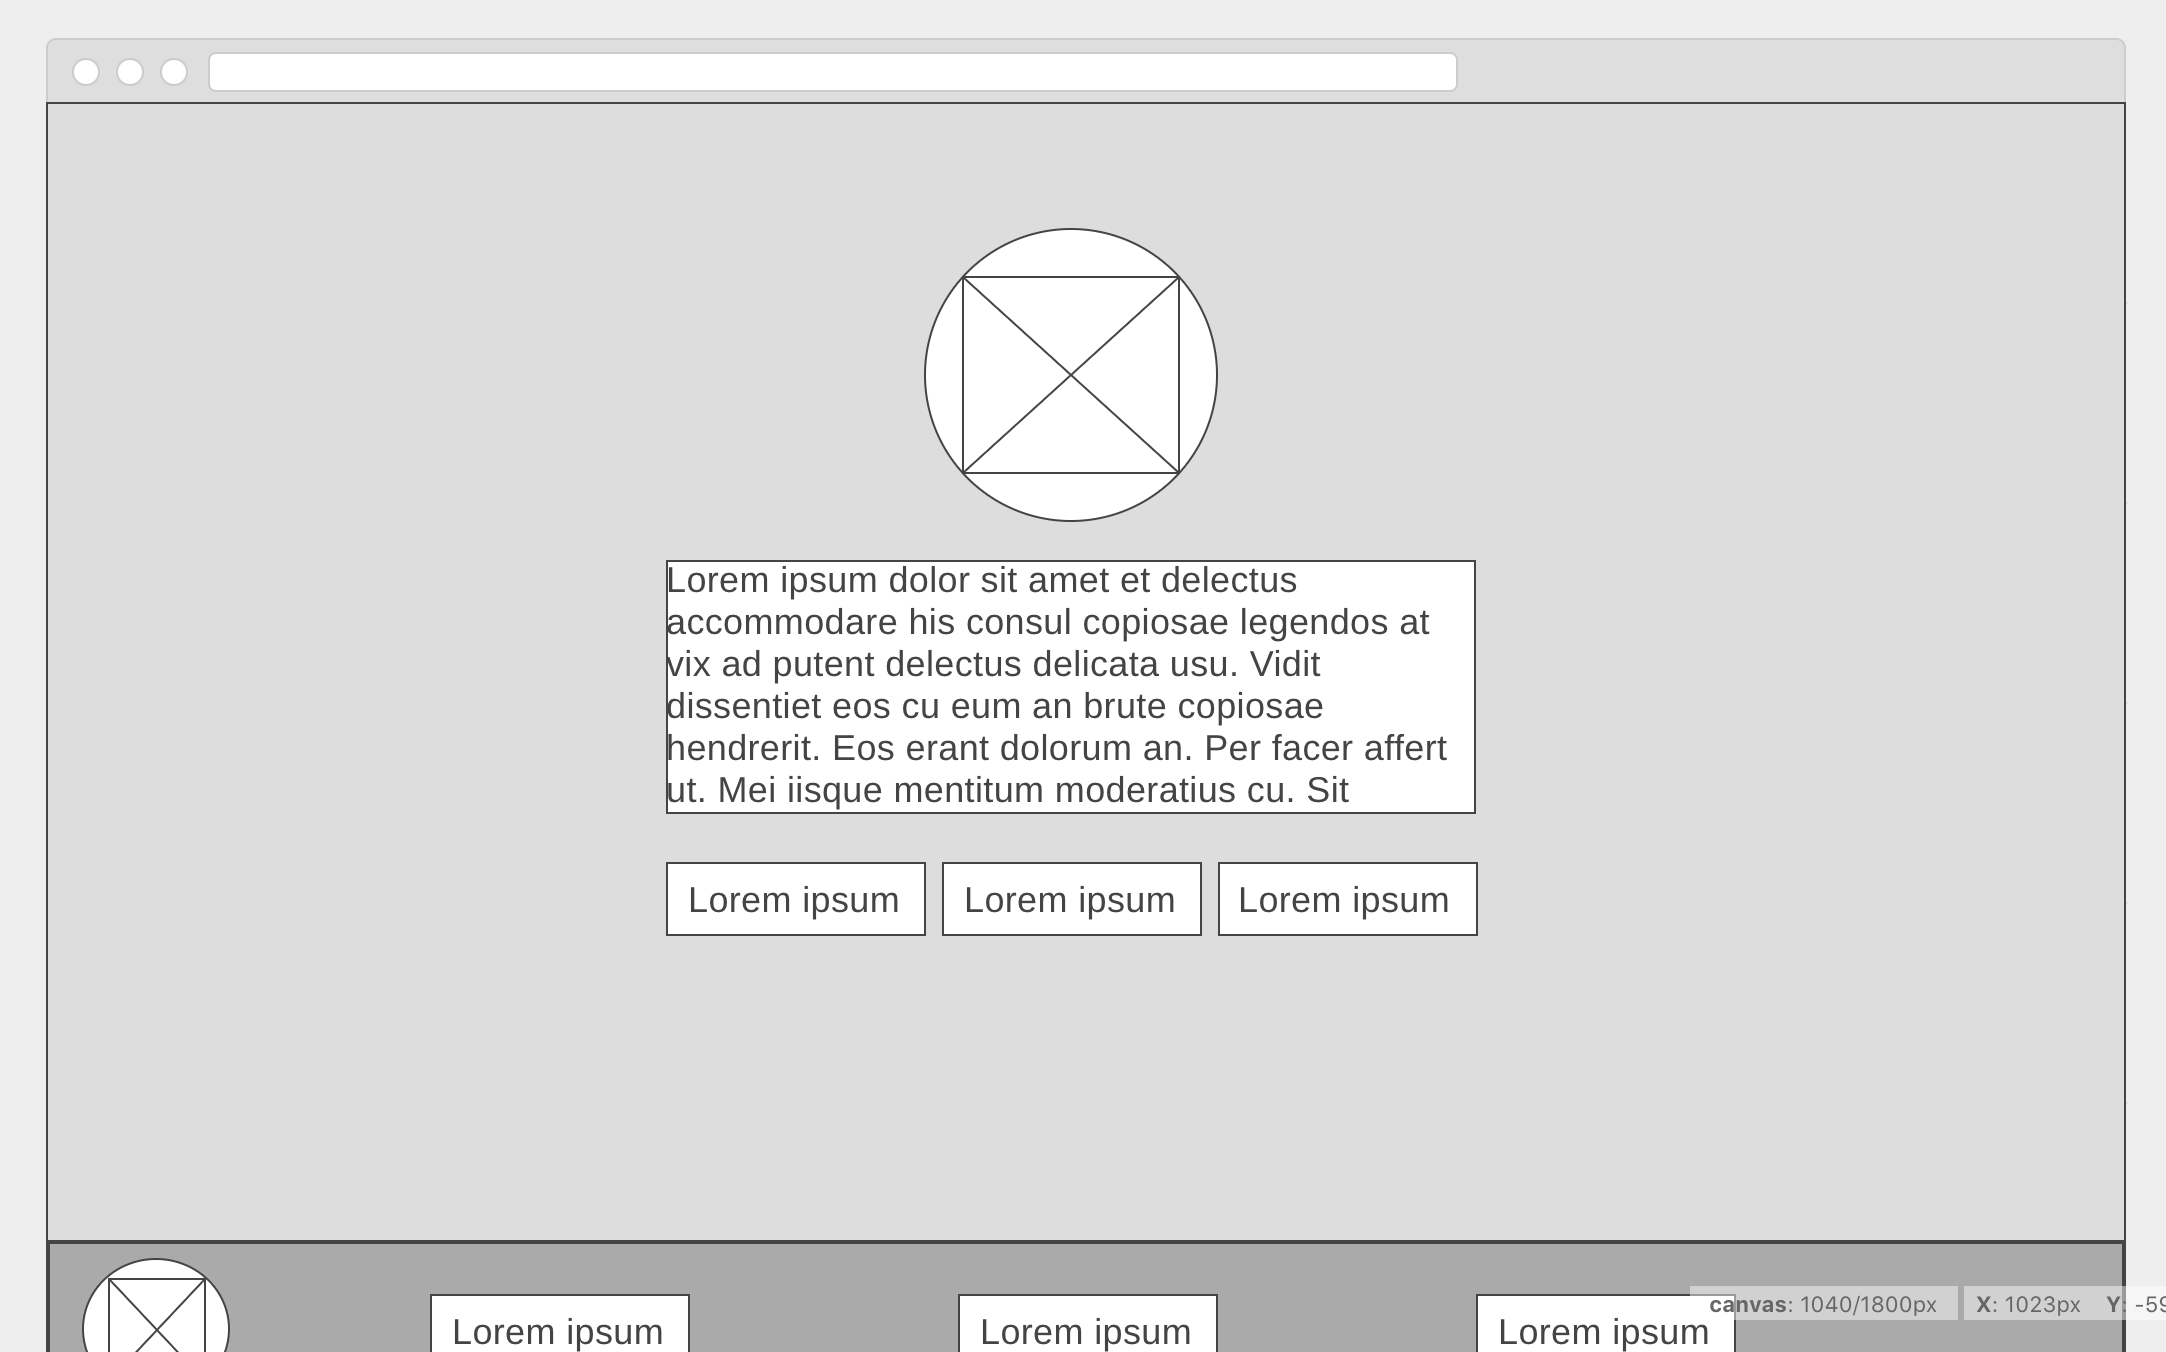 Lorem ipsum dolor sit amet et delectus
accommodare his consul copiosae legendos at
vix ad putent delectus delicata usu. Vidit
dissentiet eos cu eum an brute copiosae
hendrerit. Eos erant dolorum an. Per facer affert
ut. Mei iisque mentitum moderatius cu. Sit
Lorem ipsum Lorem ipsum Lorem ipsum
canvas: 1040/1800px X: 1023px Y: -59
Lorem ipsum Lorem ipsum Lorem ipsum